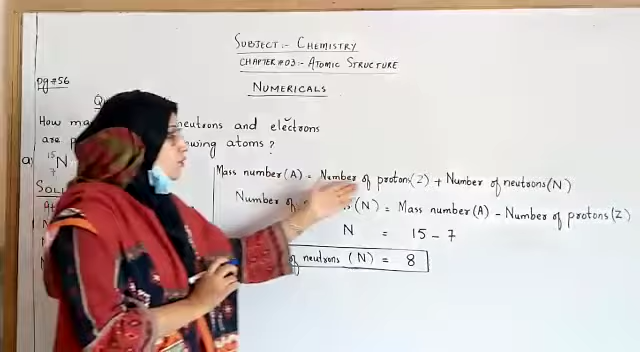 SUBJECT:- CHEMISTRY
CHAPTER#03:- ATOMIC STRUCTURE
NUMERICALS
pg#56
Qu
How ma neutrons and electrons
are p wing atoms ?
a) 15 7 N
SOL
Mass number (A) = Number of protons (Z) + Number of neutrons (N)
Number of (N) = Mass number (A) - Number of protons (Z)
N = 15 - 7
of neutrons (N) = 8